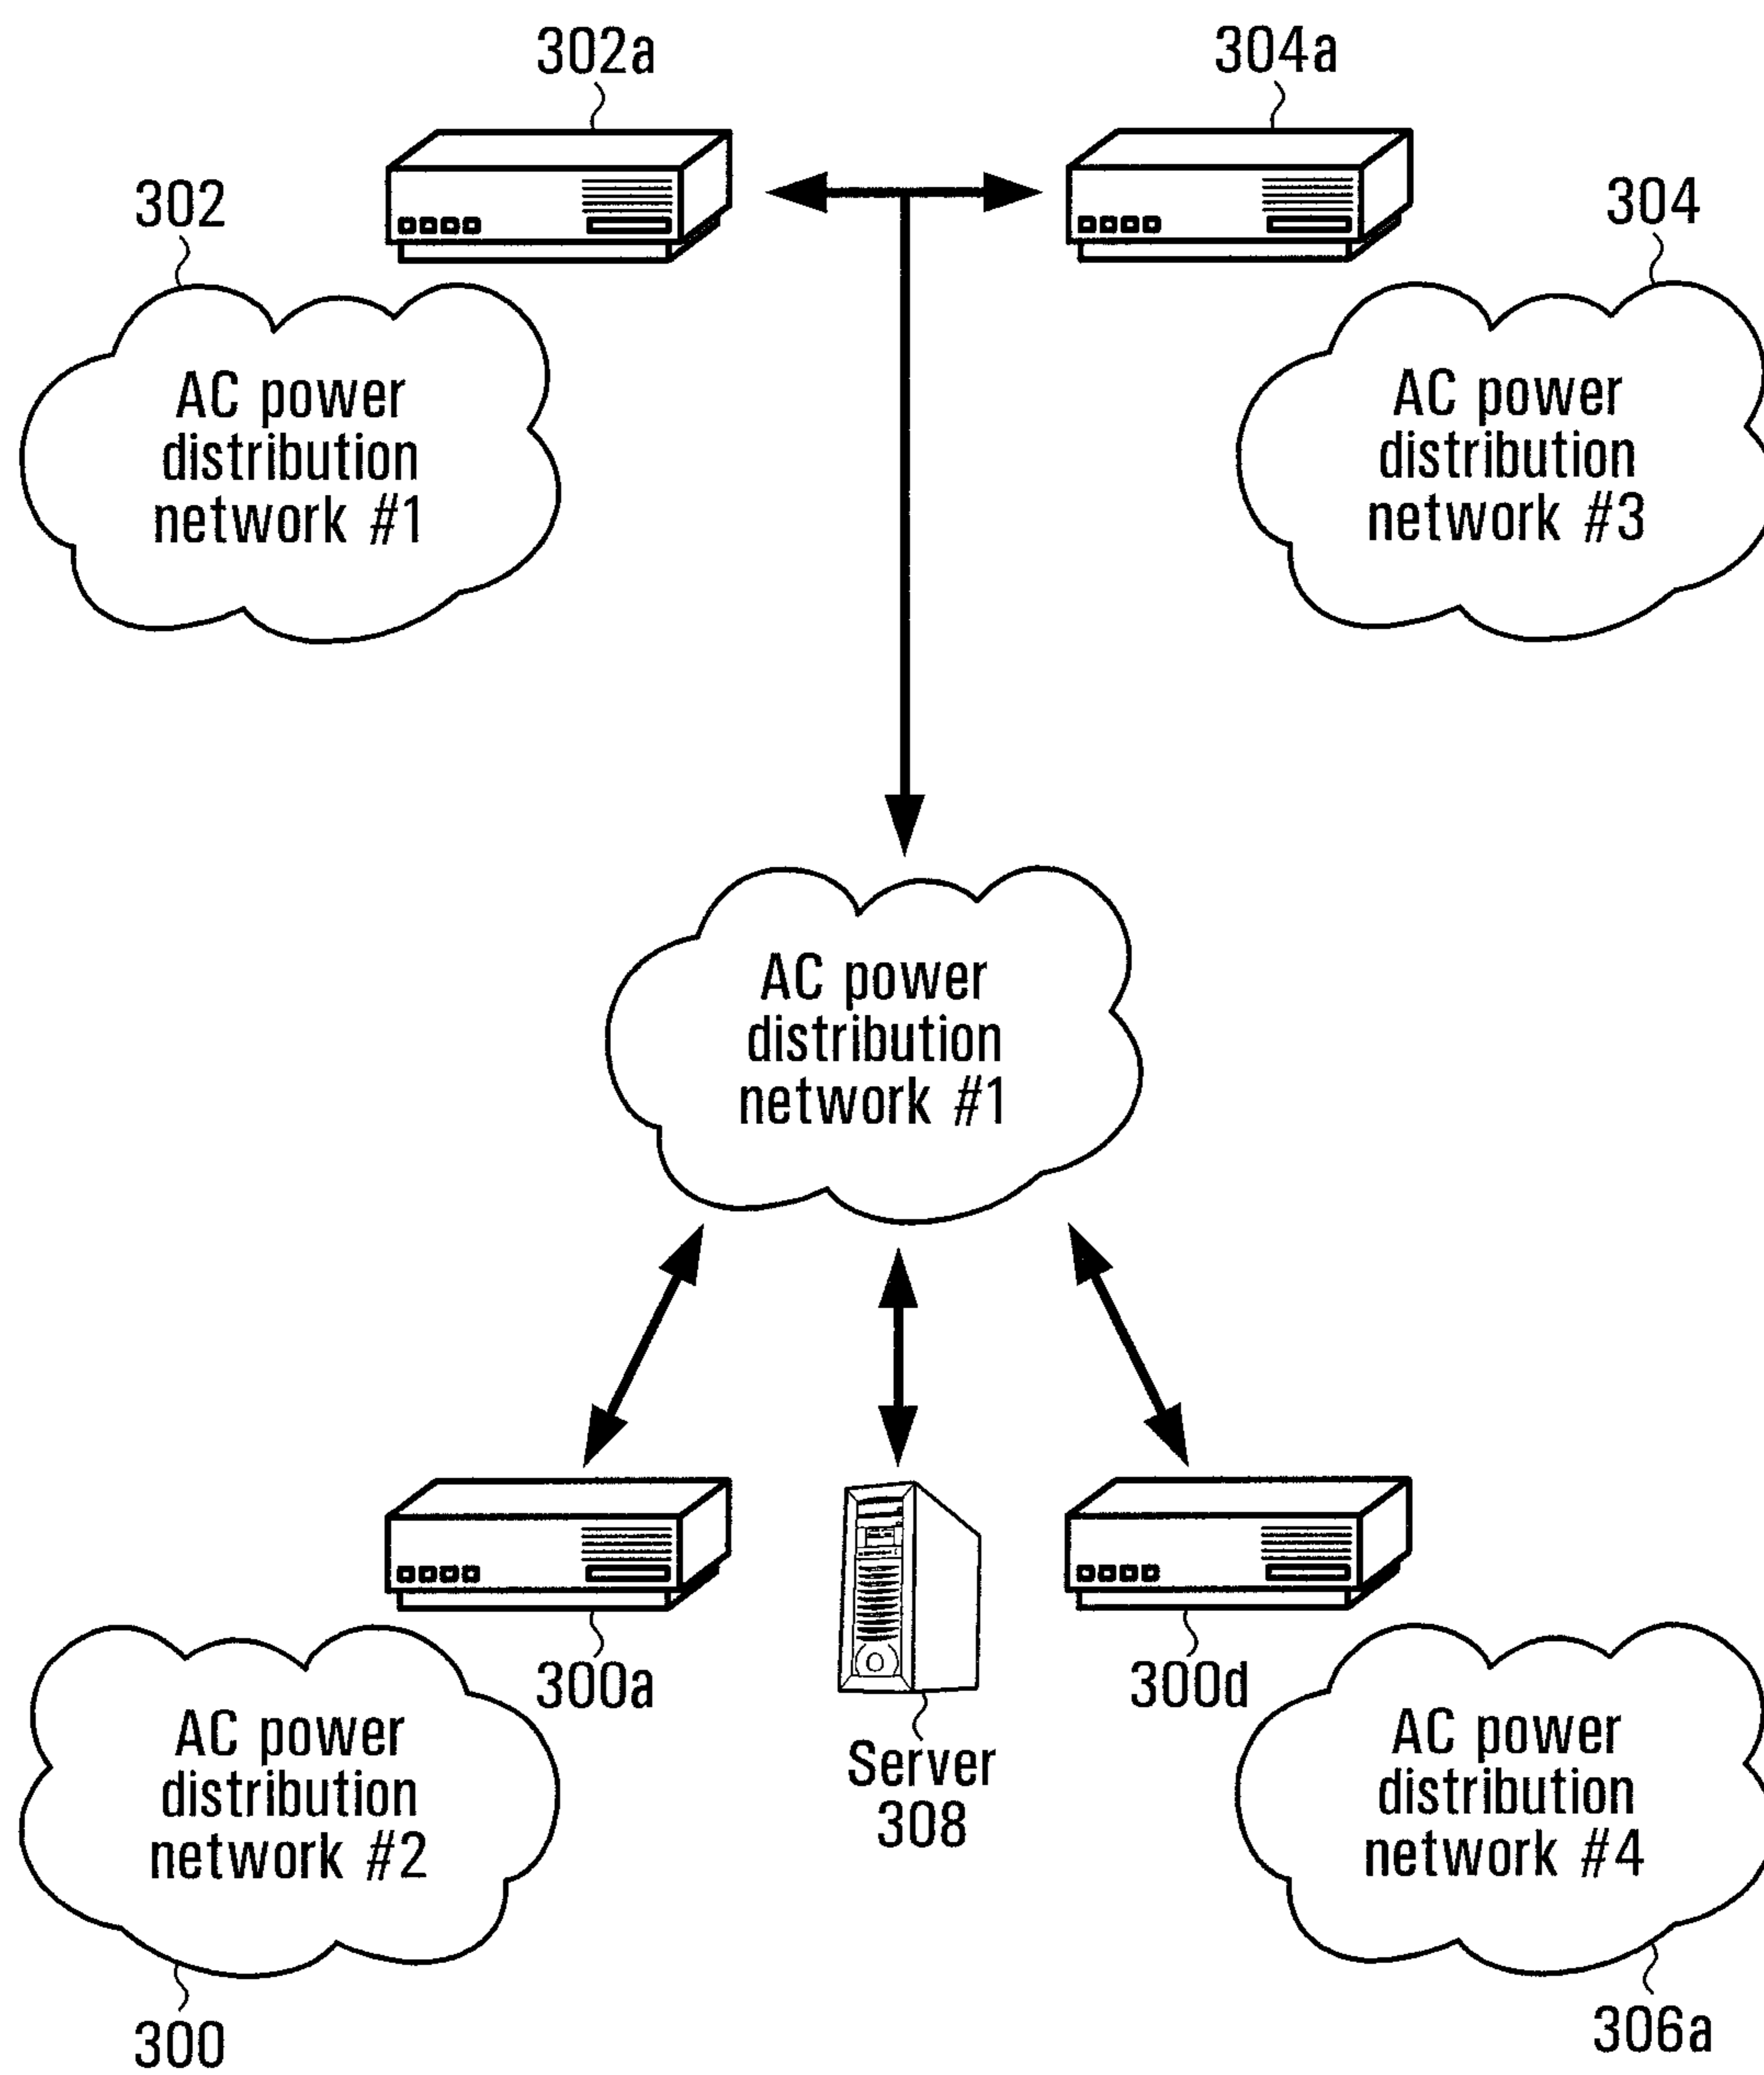 302a
304a
302
304
AC power
distribution
network #1
AC power
distribution
network #3
AC power
distribution
network #1
300a
300d
AC power
distribution
network #2
Server
308
AC power
distribution
network #4
300
306a